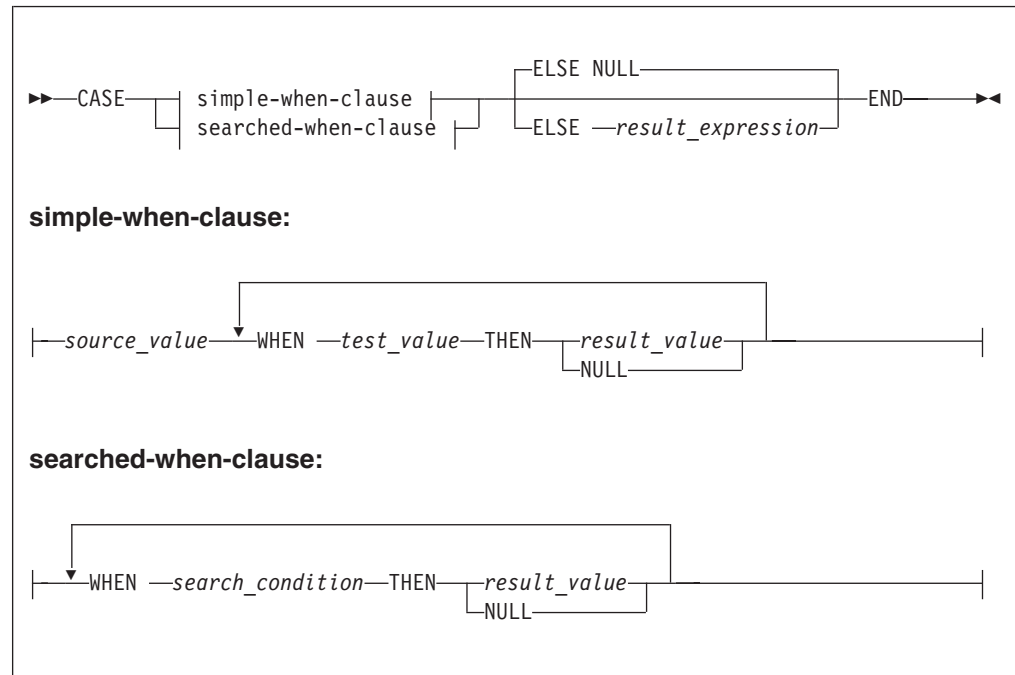 ELSE NULL
CASE simple-when-clause END
searched-when-clause ELSE result_expression
simple-when-clause:
source_value WHEN test_value THEN result_value
NULL
searched-when-clause:
WHEN search_condition THEN result_value
NULL